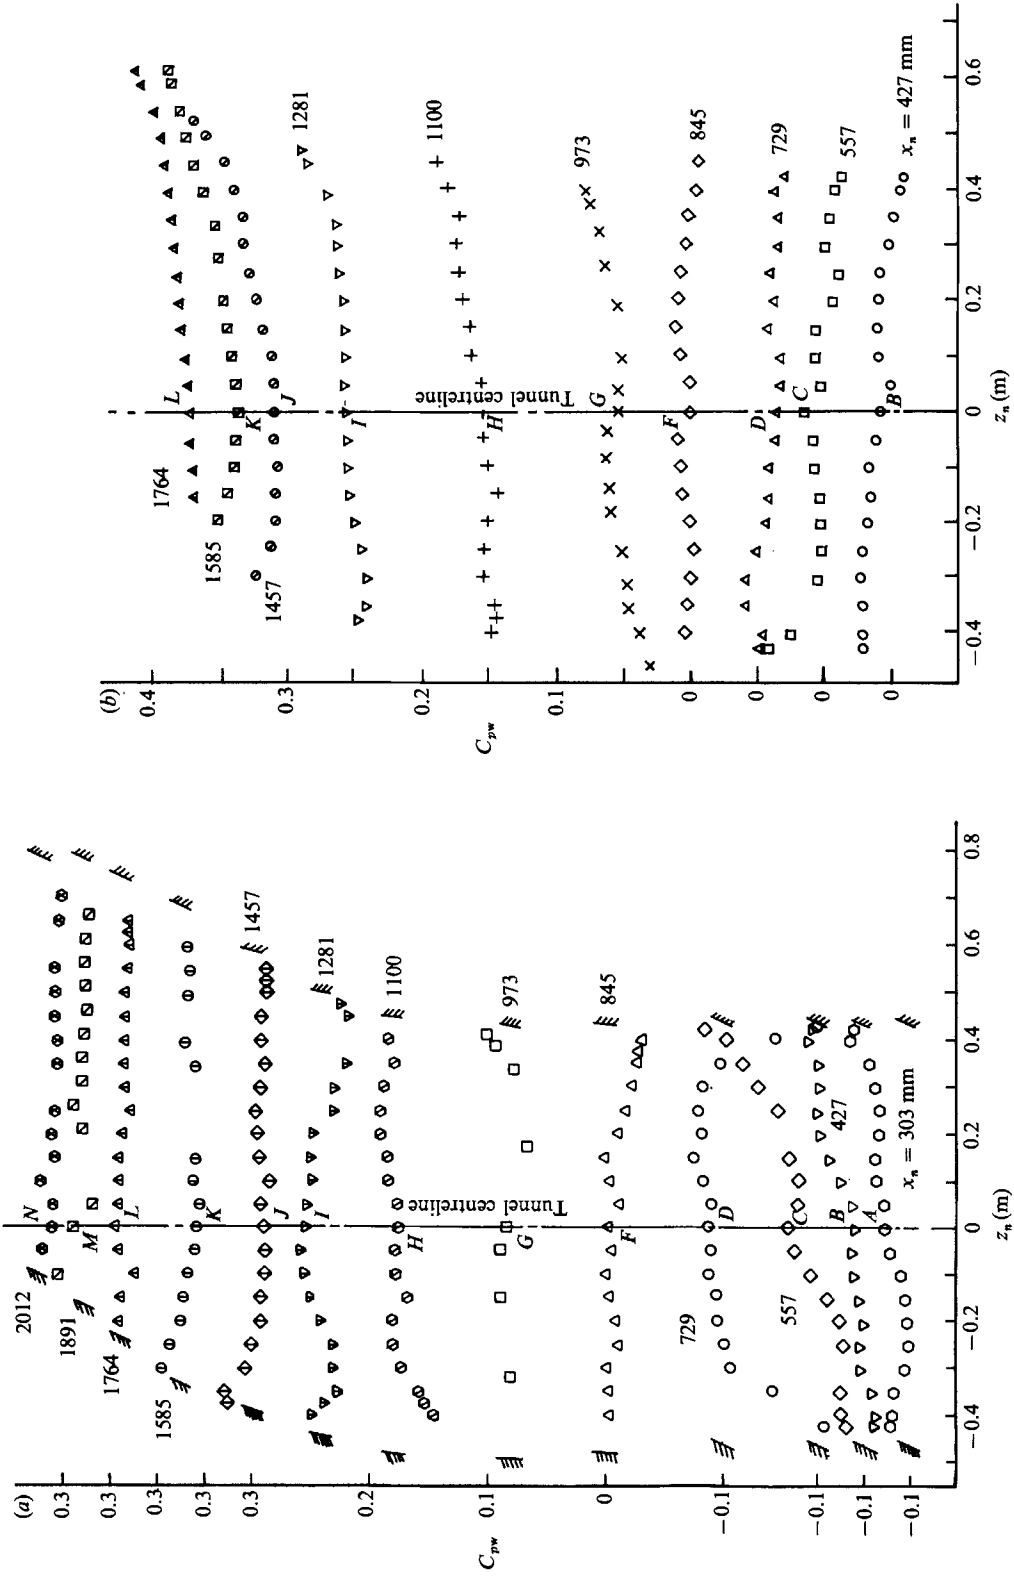 (a)
0.3
0.3
0.3
0.3
0.3
0.2
0.1
0
−0.1
−0.1
−0.1
−0.1
C_pw
2012
1891
1764
1585
1457
1281
1100
973
845
729
557
427
x_n = 303 mm
N
M
L
K
J
I
H
G
F
D
C
B
A
Tunnel centreline
−0.4
−0.2
0
0.2
0.4
0.6
0.8
z_n (m)
(b)
0.4
0.3
0.2
0.1
0
0
0
0
C_pw
1764
1585
1457
1281
1100
973
845
729
557
x_n = 427 mm
L
K
J
I
H
G
F
D
C
B
Tunnel centreline
−0.4
−0.2
0
0.2
0.4
0.6
z_n (m)